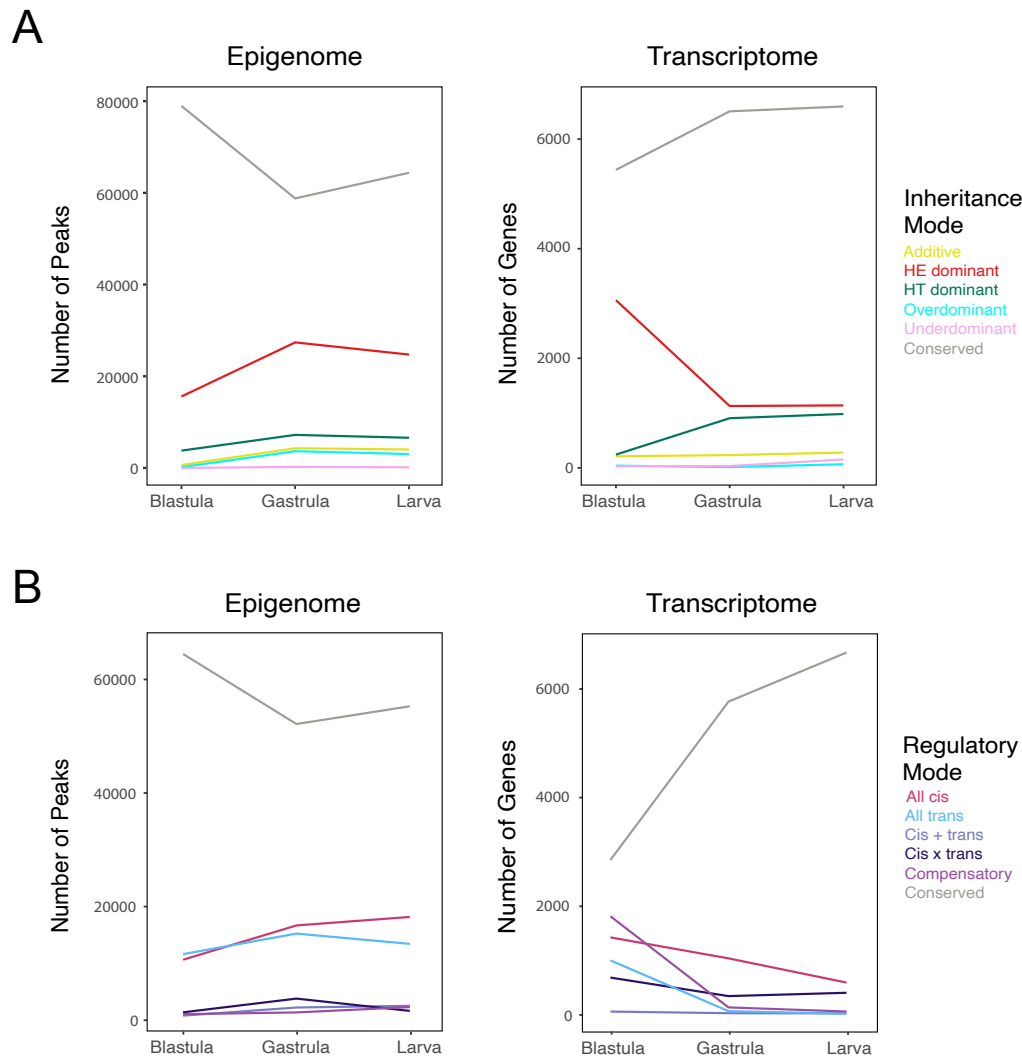 A
Epigenome
Transcriptome
Number of Peaks
80000
60000
40000
20000
0
Blastula
Gastrula
Larva
Number of Genes
6000
4000
2000
0
Blastula
Gastrula
Larva
Inheritance
Mode
Additive
HE dominant
HT dominant
Overdominant
Underdominant
Conserved
B
Epigenome
Transcriptome
Number of Peaks
60000
40000
20000
0
Blastula
Gastrula
Larva
Number of Genes
6000
4000
2000
0
Blastula
Gastrula
Larva
Regulatory
Mode
All cis
All trans
Cis + trans
Cis x trans
Compensatory
Conserved